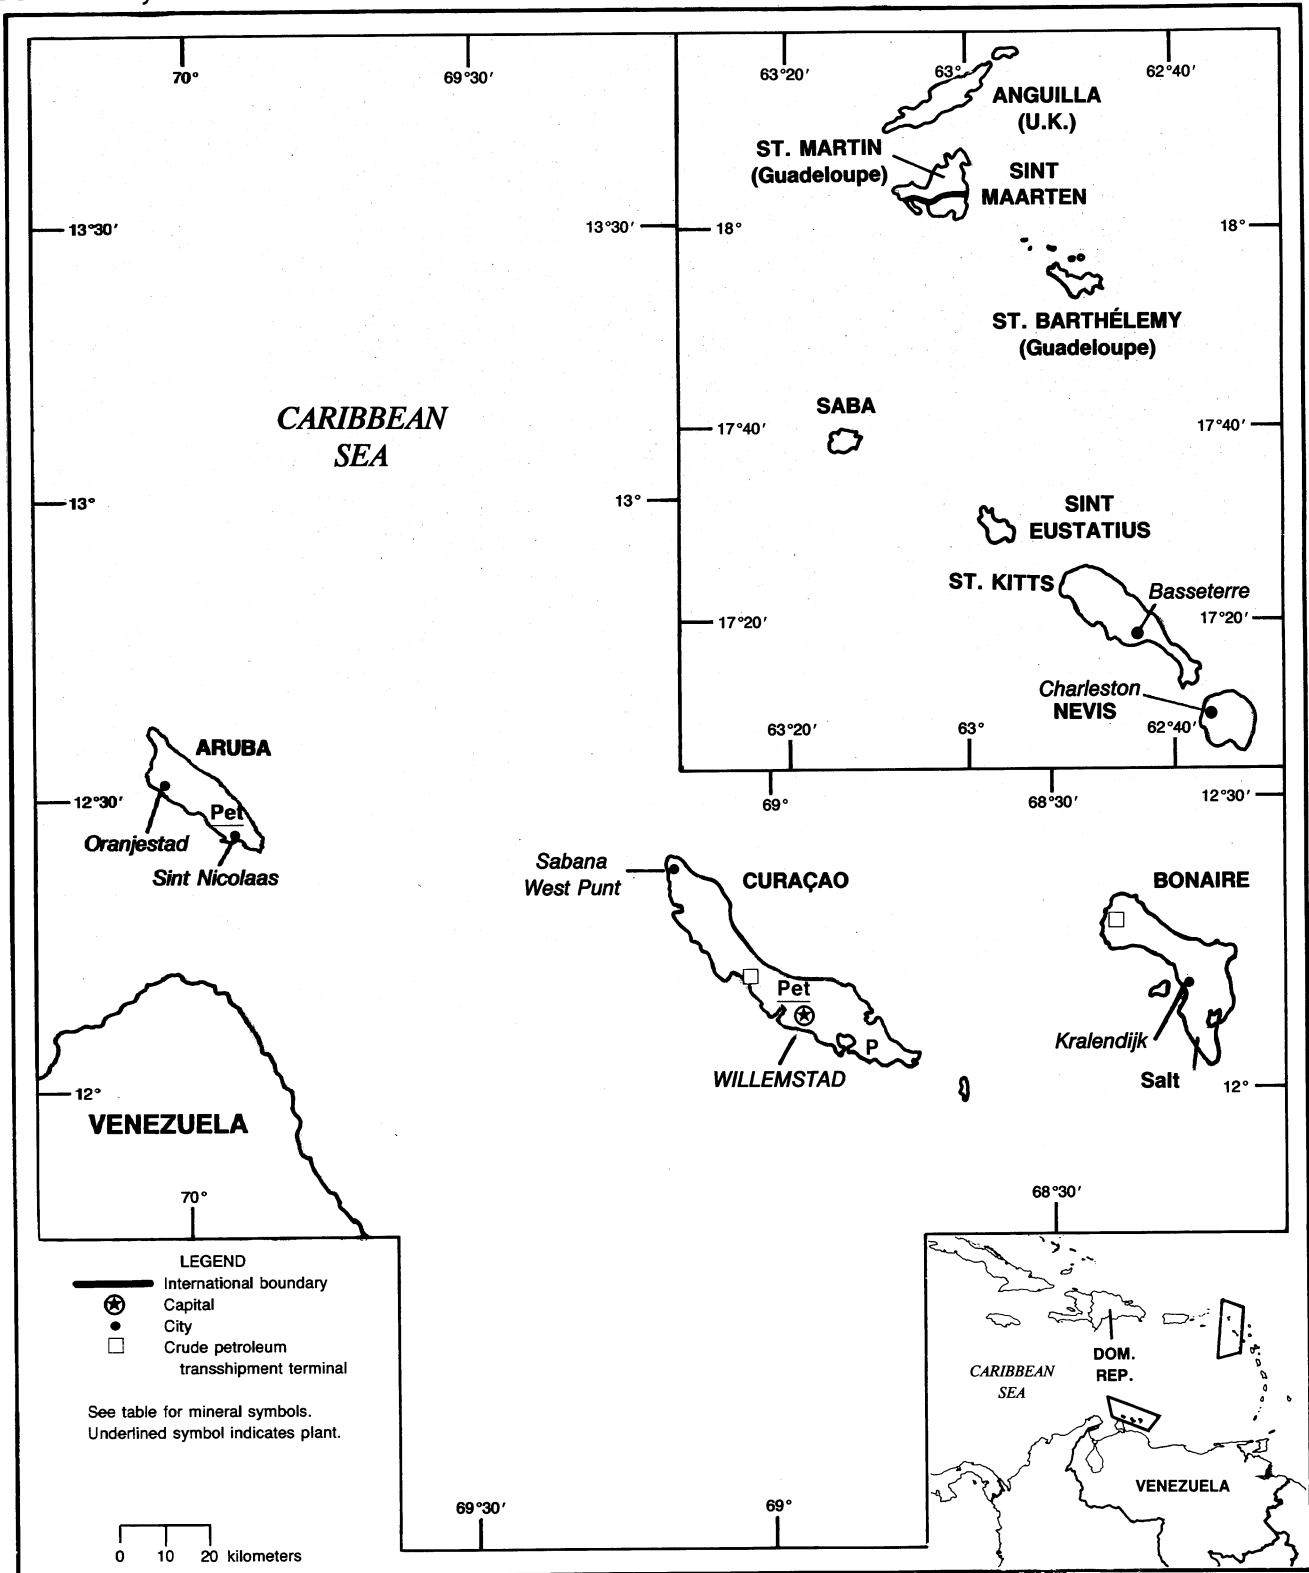 70°
69°30′
63°20′
63°
62°40′
ANGUILLA
(U.K.)
ST. MARTIN
(Guadeloupe)
SINT
MAARTEN
13°30′
13°30′
18°
18°
ST. BARTHÉLEMY
(Guadeloupe)
CARIBBEAN
SEA
SABA
17°40′
17°40′
13°
13°
SINT
EUSTATIUS
ST. KITTS
Basseterre
17°20′
17°20′
Charleston
NEVIS
63°20′
63°
62°40′
ARUBA
12°30′
Pet
Oranjestad
Sint Nicolaas
69°
68°30′
12°30′
Sabana
West Punt
CURAÇAO
BONAIRE
Pet
P
WILLEMSTAD
Kralendijk
Salt
12°
12°
VENEZUELA
70°
68°30′
LEGEND
International boundary
Capital
City
Crude petroleum
transshipment terminal
See table for mineral symbols.
Underlined symbol indicates plant.
0 10 20 kilometers
69°30′
69°
DOM.
REP.
CARIBBEAN
SEA
VENEZUELA